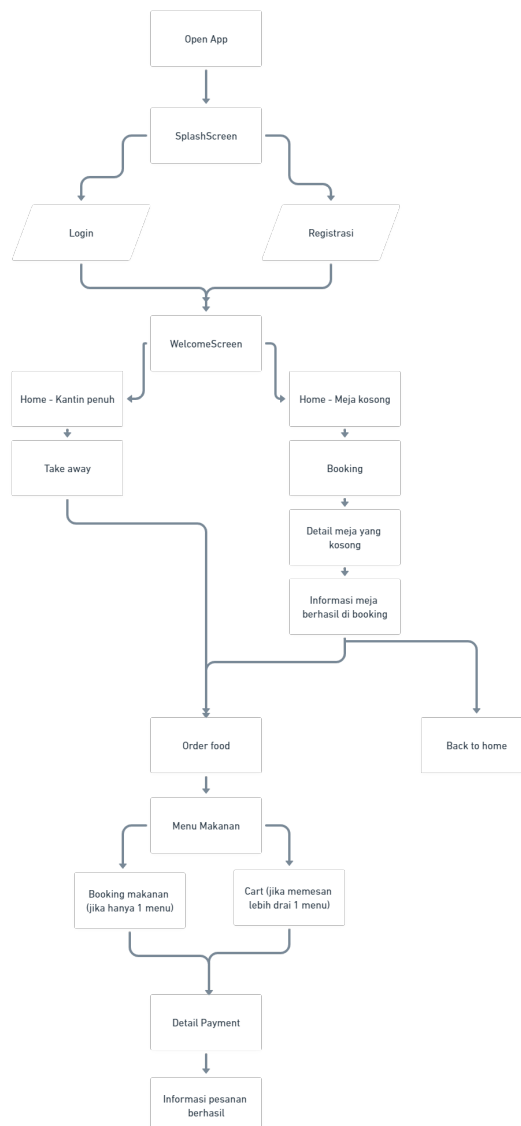 Open App
SplashScreen
Login
Registrasi
WelcomeScreen
Home - Kantin penuh
Home - Meja kosong
Take away
Booking
Detail meja yang
kosong
Informasi meja
berhasil di booking
Order food
Back to home
Menu Makanan
Booking makanan
(jika hanya 1 menu)
Cart (jika memesan
lebih drai 1 menu)
Detail Payment
Informasi pesanan
berhasil